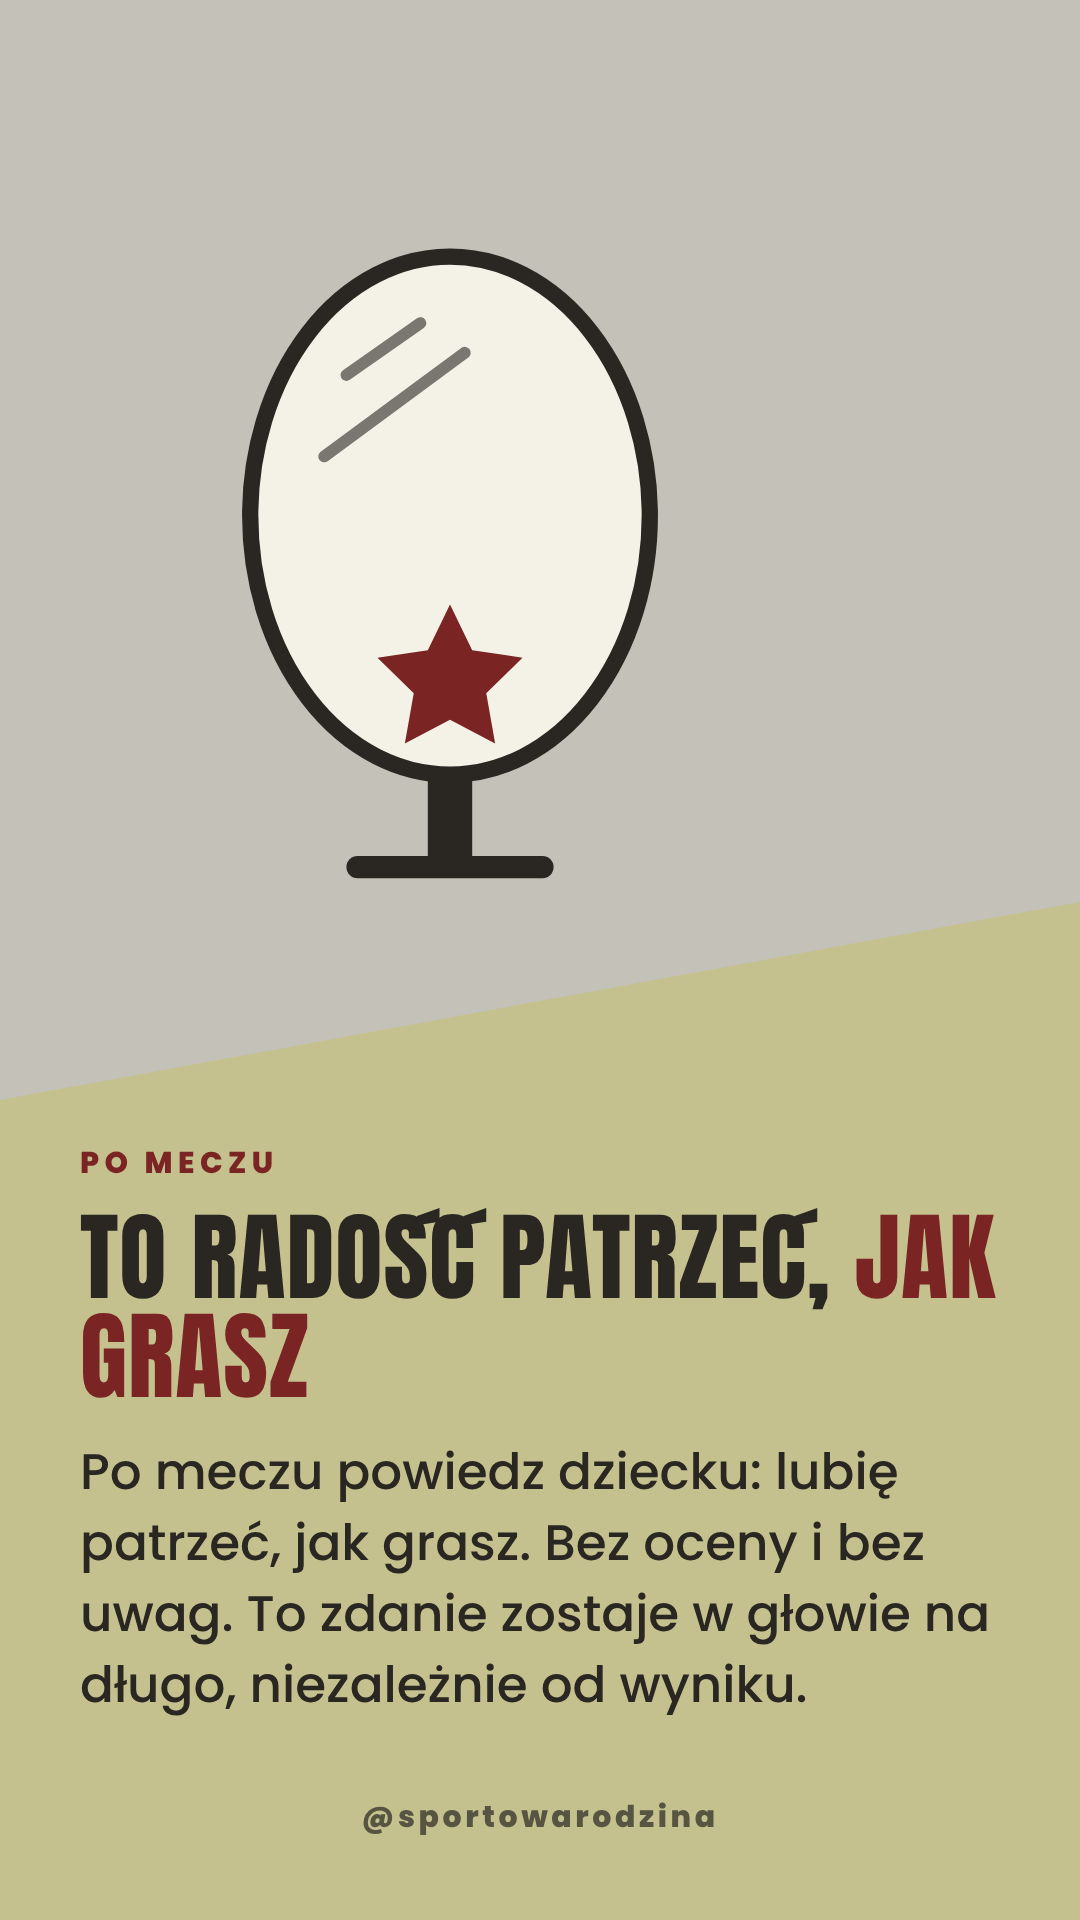 PO MECZU
TO RADOŚĆ PATRZEĆ, JAK
GRASZ
Po meczu powiedz dziecku: lubię
patrzeć, jak grasz. Bez oceny i bez
uwag. To zdanie zostaje w głowie na
długo, niezależnie od wyniku.
@sportowarodzina